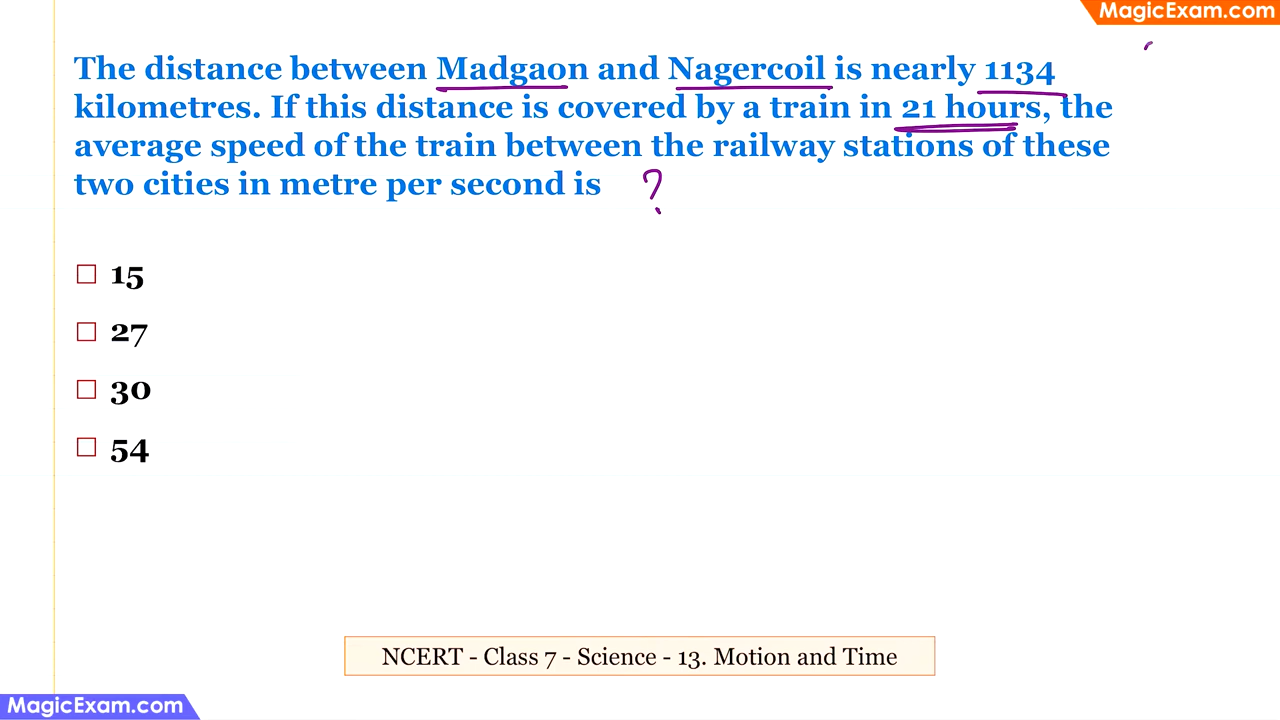 MagicExam.com
The distance between Madgaon and Nagercoil is nearly 1134
kilometres. If this distance is covered by a train in 21 hours, the
average speed of the train between the railway stations of these
two cities in metre per second is ?
15
27
30
54
NCERT - Class 7 - Science - 13. Motion and Time
MagicExam.com